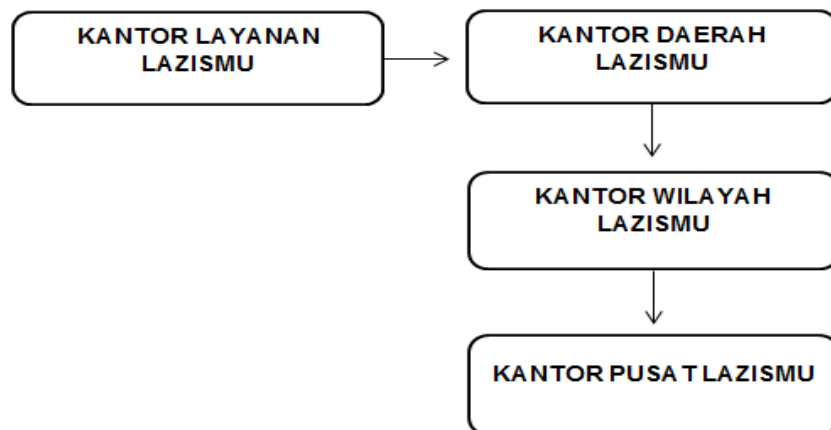 KANTOR LAYANAN
LAZISMU
KANTOR DAERAH
LAZISMU
KANTOR WILAYAH
LAZISMU
KANTOR PUSAT LAZISMU